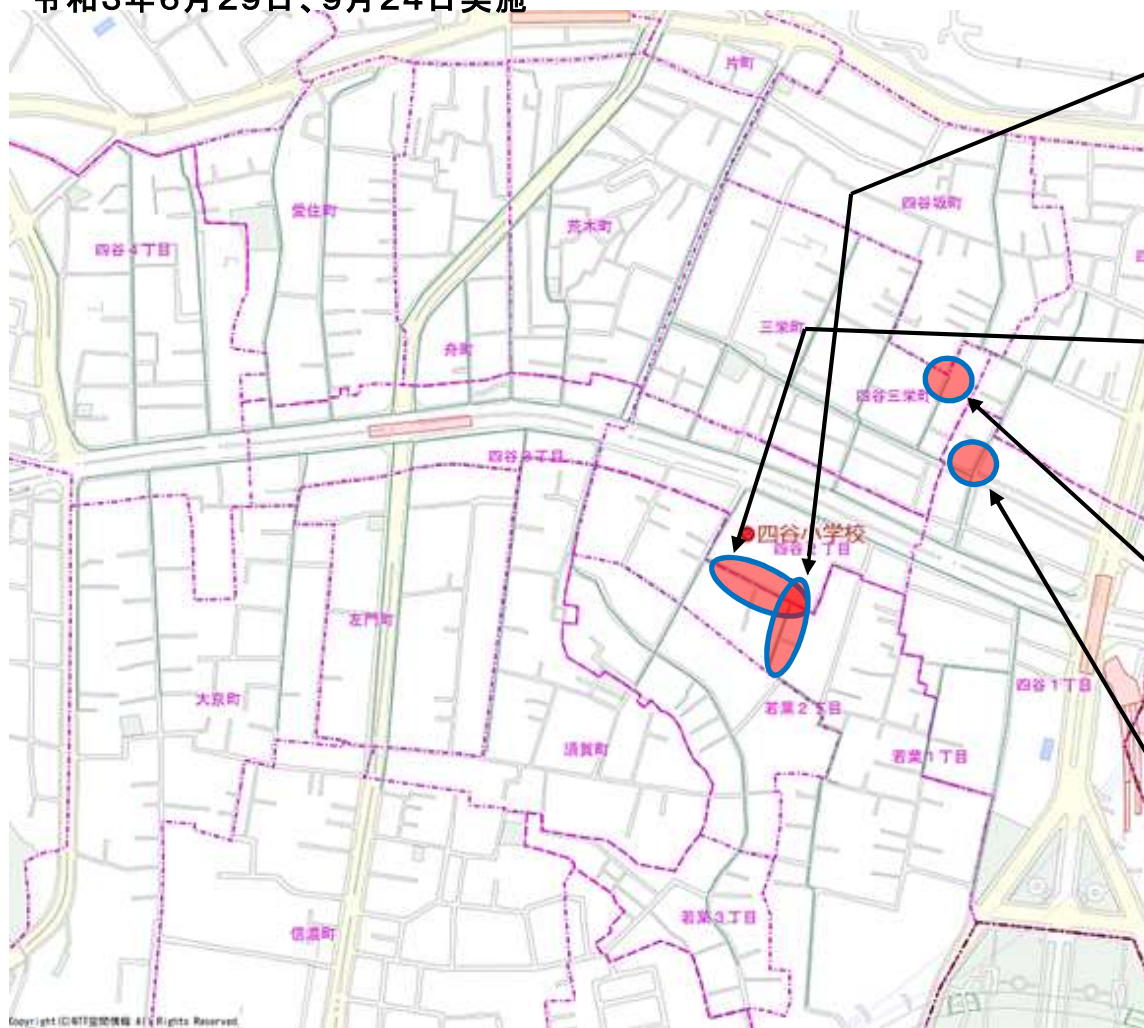 令和3年6月29日、9月24日実施
片町
四谷坂町
愛住町
荒木町
四谷4丁目
三栄町
舟町
四谷三栄町
四谷3丁目
四谷小学校
四谷2丁目
左門町
四谷1丁目
大京町
若葉2丁目
須賀町
若葉1丁目
若葉3丁目
信濃町
Copyright (C) NTT空間情報 All Rights Reserved.